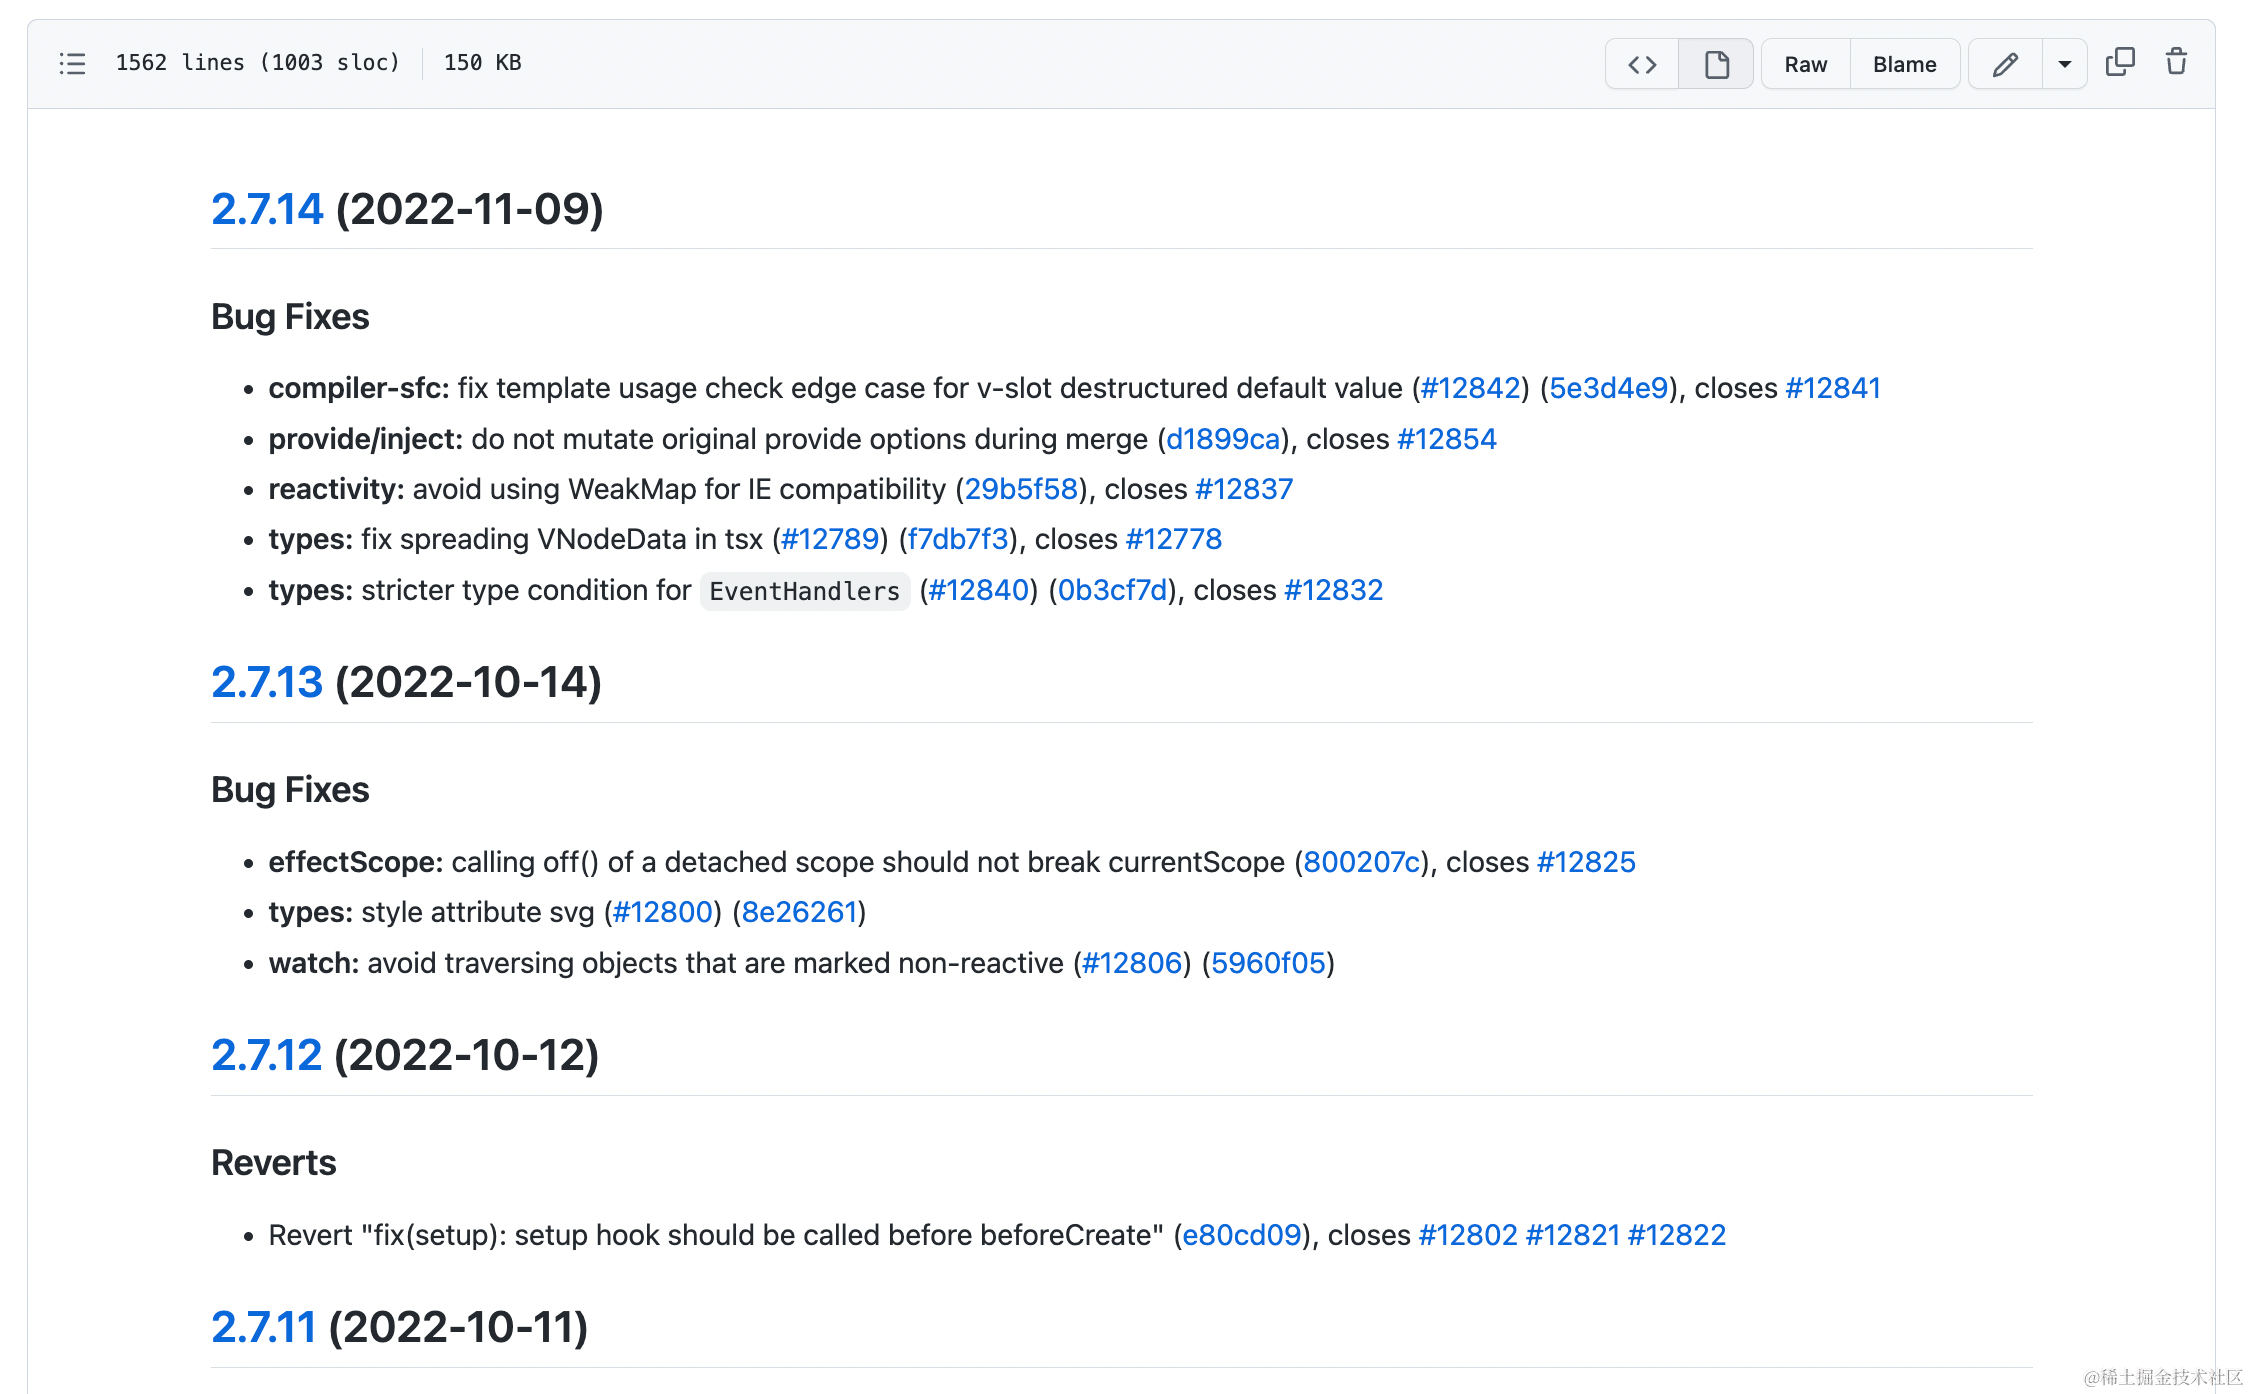 1562 lines (1003 sloc) 150 KB
Raw Blame
2.7.14 (2022-11-09)
Bug Fixes
compiler-sfc: fix template usage check edge case for v-slot destructured default value (#12842) (5e3d4e9), closes #12841
provide/inject: do not mutate original provide options during merge (d1899ca), closes #12854
reactivity: avoid using WeakMap for IE compatibility (29b5f58), closes #12837
types: fix spreading VNodeData in tsx (#12789) (f7db7f3), closes #12778
types: stricter type condition for EventHandlers (#12840) (0b3cf7d), closes #12832
2.7.13 (2022-10-14)
Bug Fixes
effectScope: calling off() of a detached scope should not break currentScope (800207c), closes #12825
types: style attribute svg (#12800) (8e26261)
watch: avoid traversing objects that are marked non-reactive (#12806) (5960f05)
2.7.12 (2022-10-12)
Reverts
Revert "fix(setup): setup hook should be called before beforeCreate" (e80cd09), closes #12802 #12821 #12822
2.7.11 (2022-10-11)
@稀土掘金技术社区